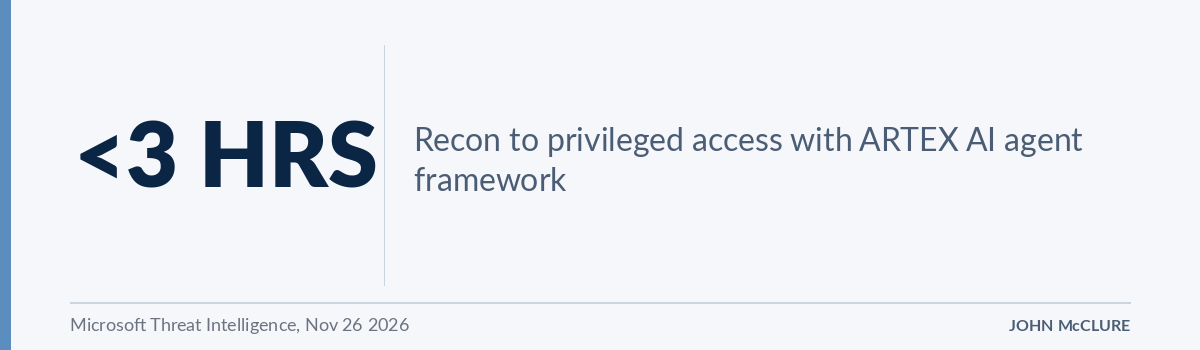 <3 HRS
Recon to privileged access with ARTEX AI agent
framework
Microsoft Threat Intelligence, Nov 26 2026
JOHN McCLURE